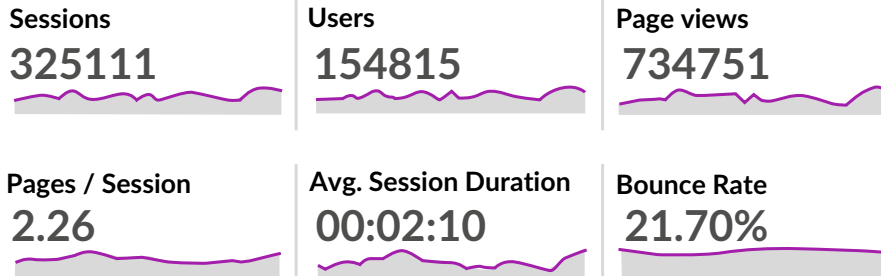 Sessions
325111
Users
154815
Page views
734751
Pages / Session
2.26
Avg. Session Duration
00:02:10
Bounce Rate
21.70%